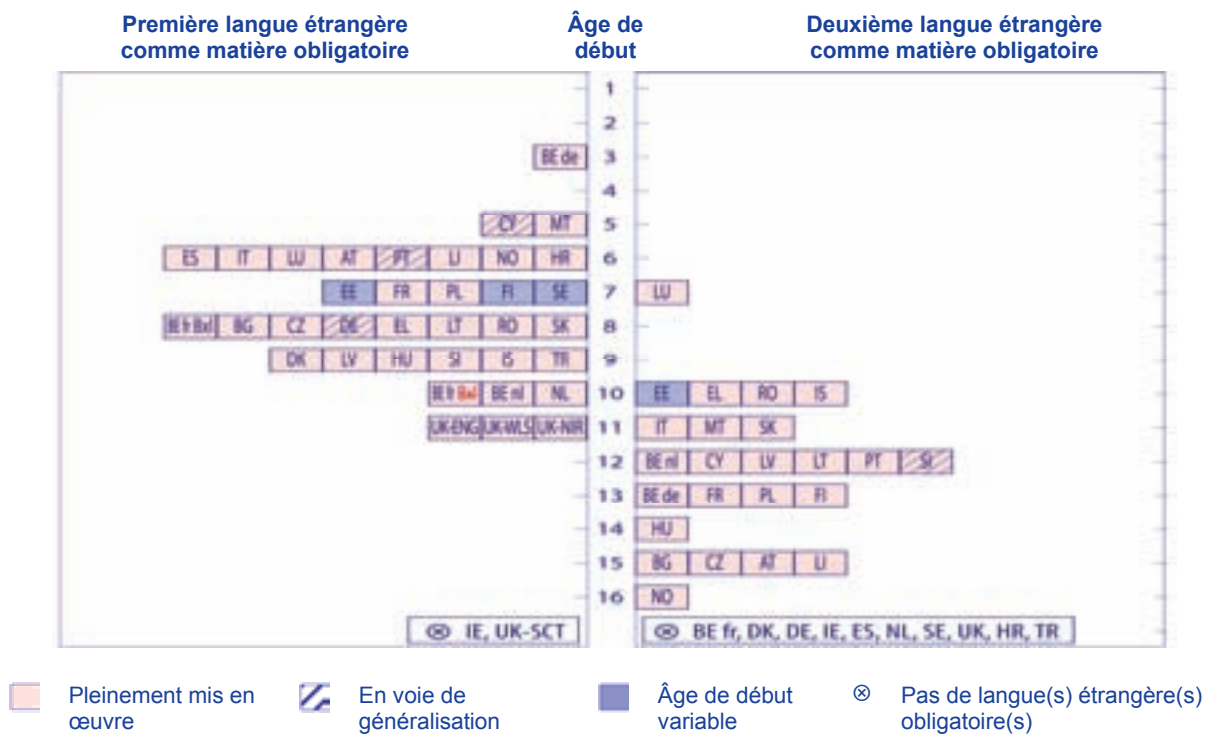 Première langue étrangère
comme matière obligatoire
Âge de
début
Deuxième langue étrangère
comme matière obligatoire
1
2
BE de 3
4
CY MT 5
ES IT LU AT PT LI NO HR 6
EE FR PL FI SE 7 LU
BE fr Bxl BG CZ DE EL LT RO SK 8
DK LV HU SI IS TR 9
BE fr Bxl BE nl NL 10 EE EL RO IS
UK-ENG UK-WLS UK-NIR 11 IT MT SK
12 BE nl CY LV LT PT SI
13 BE de FR PL FI
14 HU
15 BG CZ AT LI
16 NO
⊗ IE, UK-SCT ⊗ BE fr, DK, DE, IE, ES, NL, SE, UK, HR, TR
Pleinement mis en
œuvre
En voie de
généralisation
Âge de début
variable
⊗ Pas de langue(s) étrangère(s)
obligatoire(s)